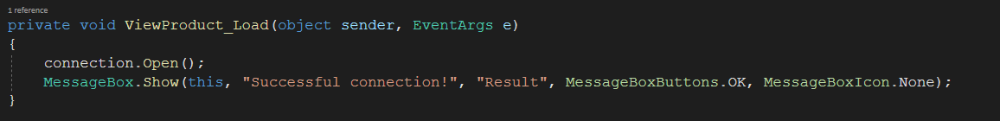 1 reference
private void ViewProduct_Load(object sender, EventArgs e)
{
connection.Open();
MessageBox.Show(this, "Successful connection!", "Result", MessageBoxButtons.OK, MessageBoxIcon.None);
}